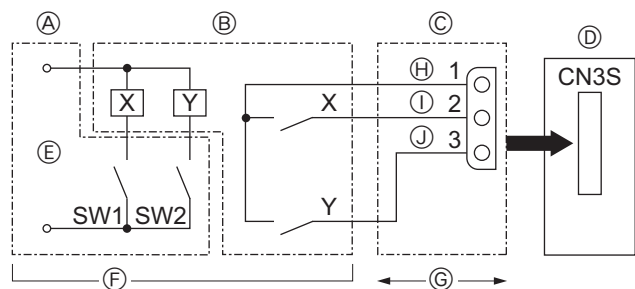 Ⓐ Ⓑ Ⓒ Ⓓ
Ⓗ 1 CN3S
X Y X Ⓘ 2
Ⓙ 3
Ⓔ
SW1 SW2 Y
Ⓕ Ⓖ